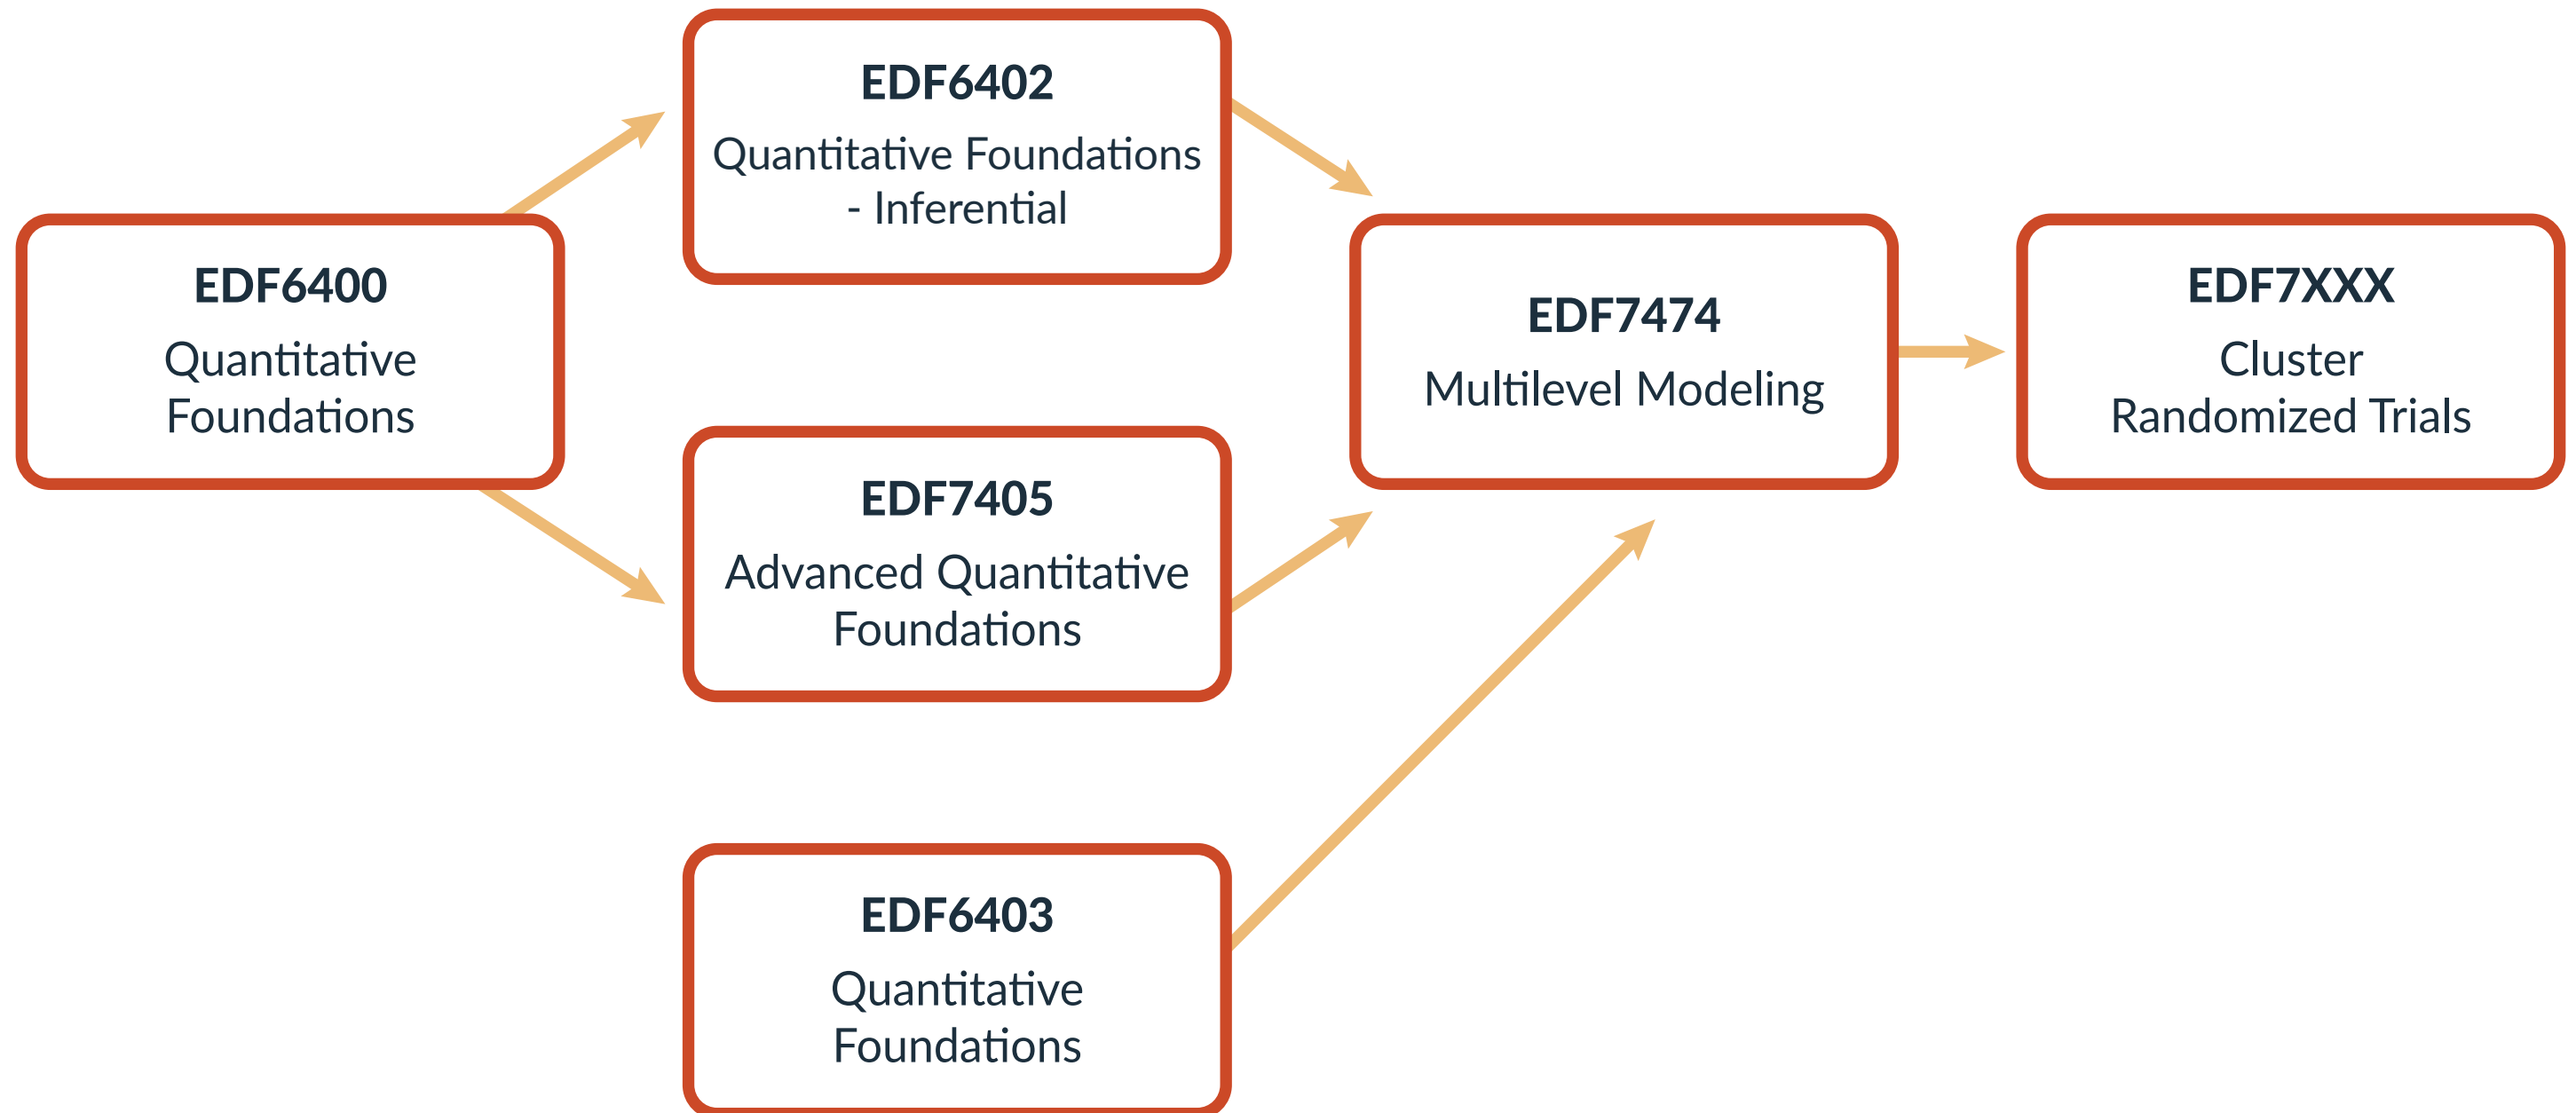 EDF6400
Quantitative
Foundations
EDF6402
Quantitative Foundations
- Inferential
EDF7405
Advanced Quantitative
Foundations
EDF6403
Quantitative
Foundations
EDF7474
Multilevel Modeling
EDF7XXX
Cluster
Randomized Trials